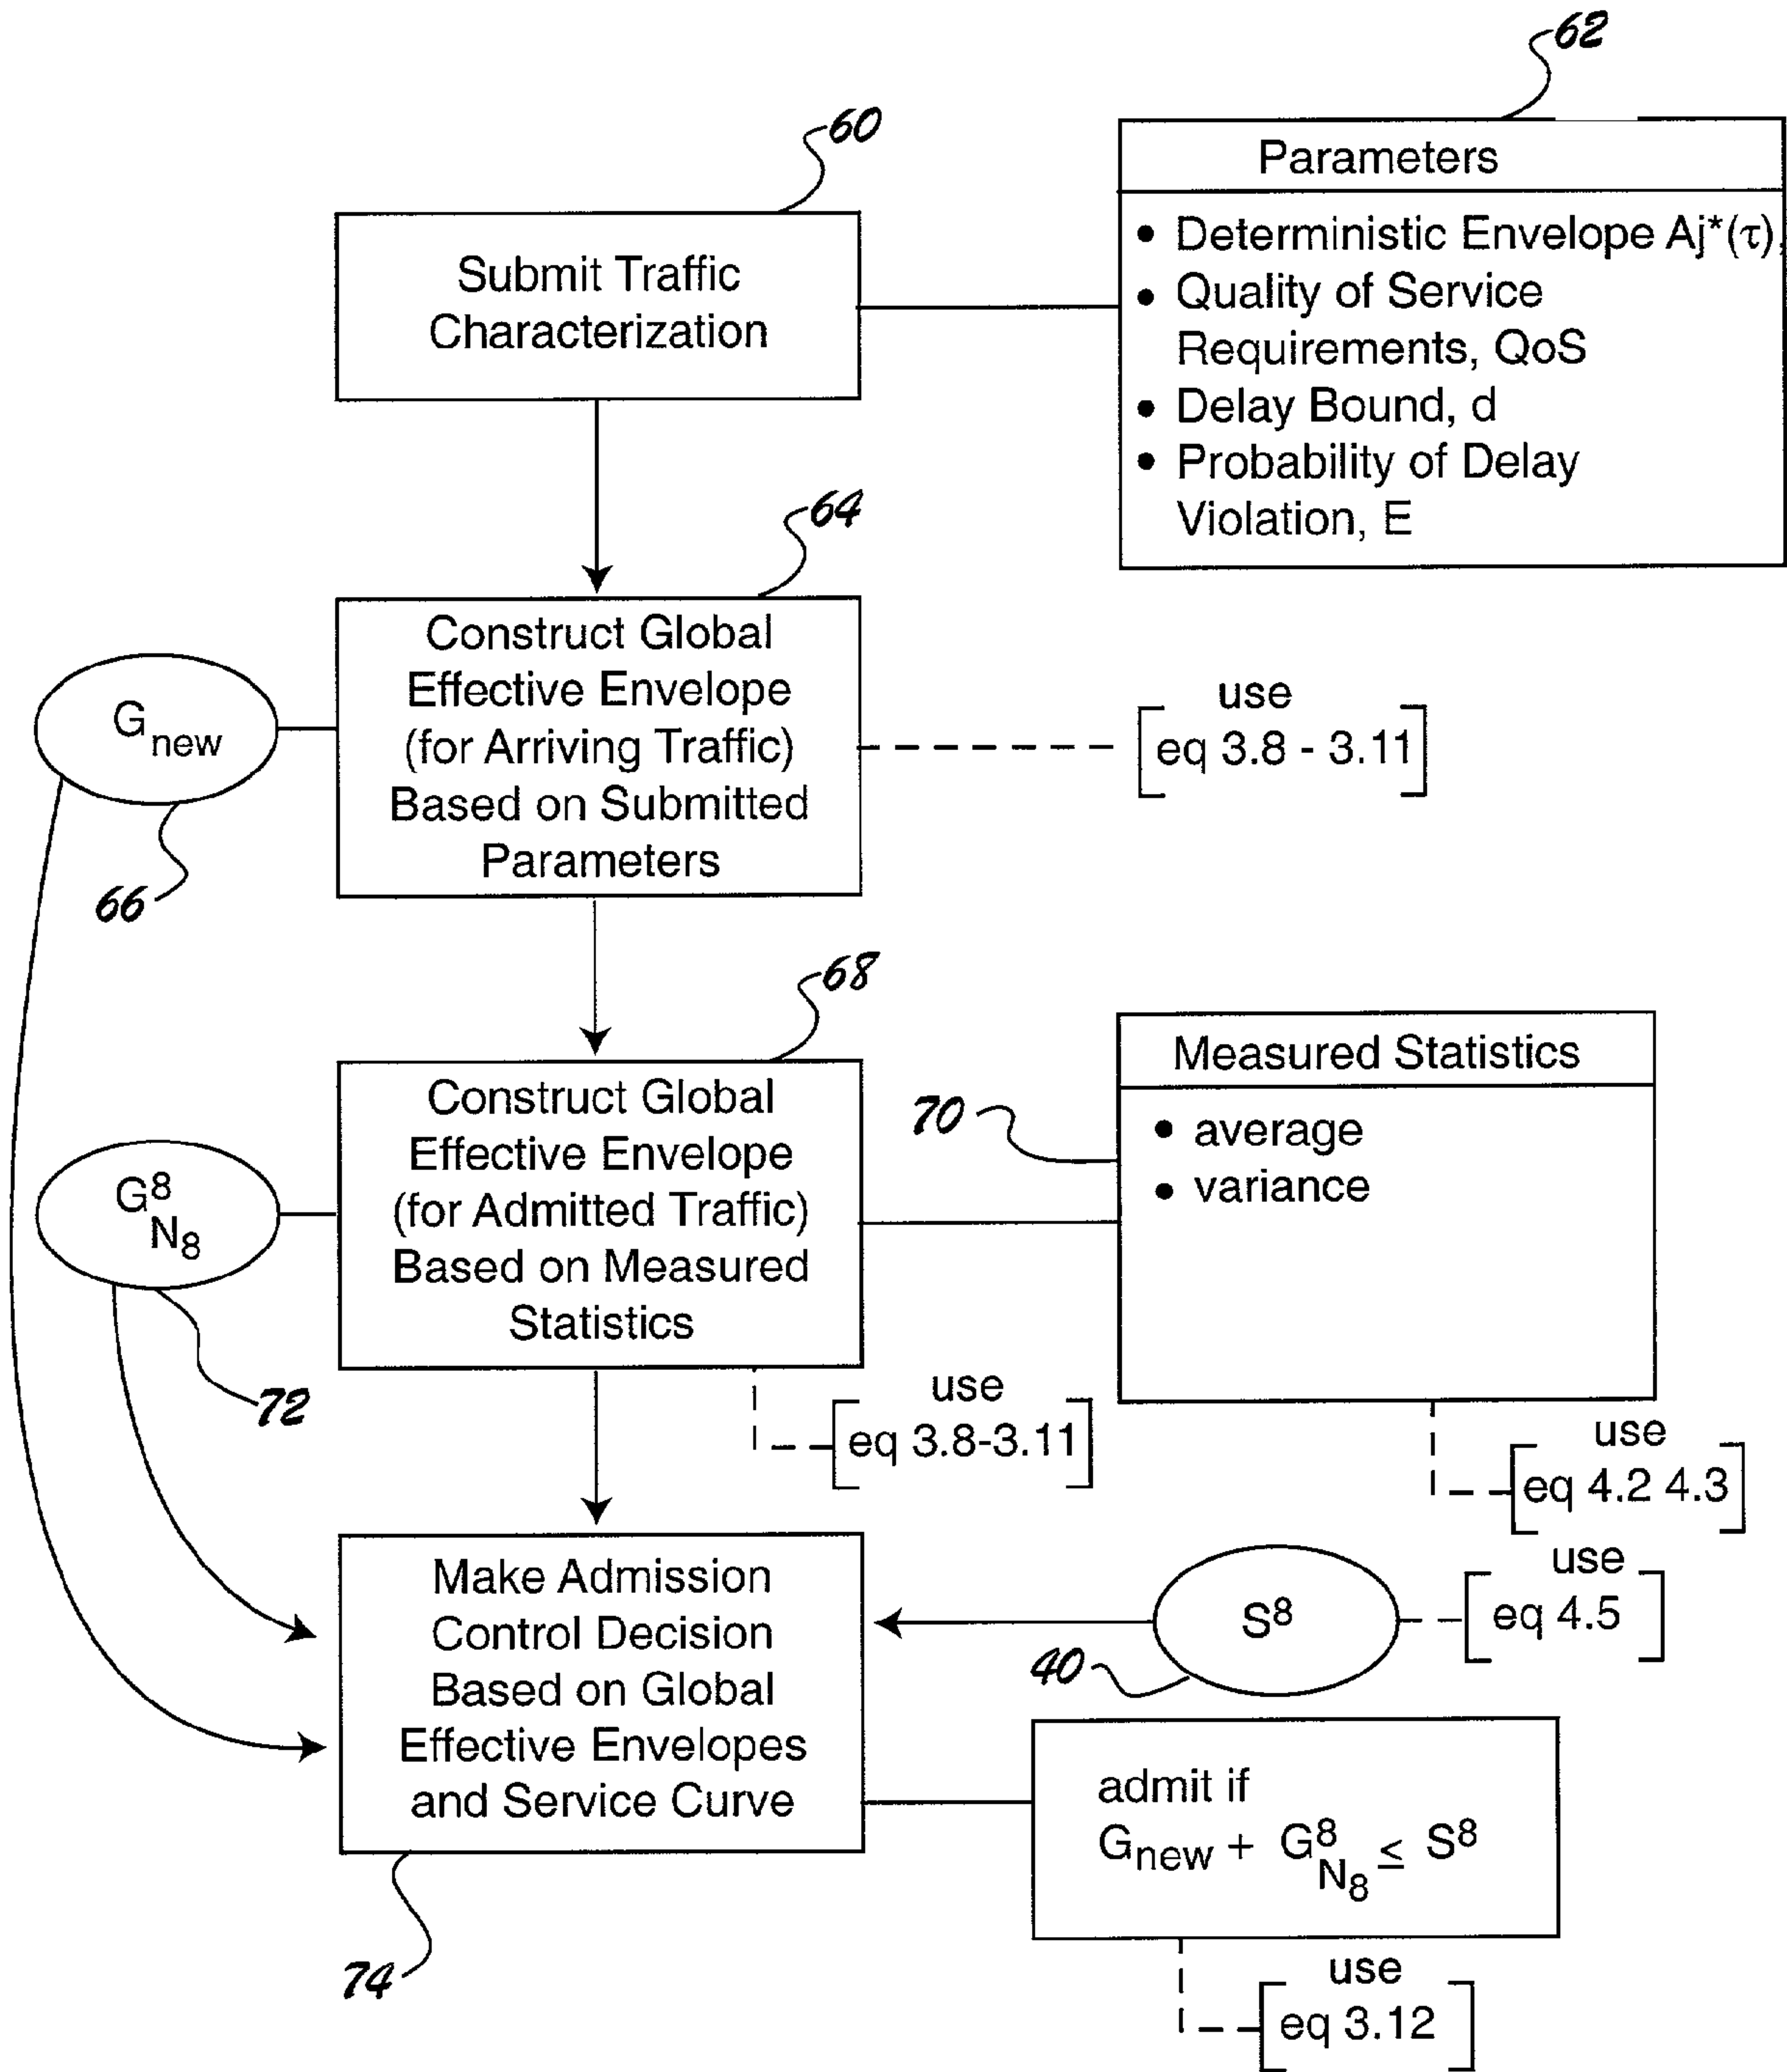 62
60
Parameters
• Deterministic Envelope Aj*(τ),
• Quality of Service
Requirements, QoS
• Delay Bound, d
• Probability of Delay
Violation, E
Submit Traffic
Characterization
64
Construct Global
Effective Envelope
(for Arriving Traffic)
Based on Submitted
Parameters
G new
66
use
[eq 3.8 - 3.11]
68
Construct Global
Effective Envelope
(for Admitted Traffic)
Based on Measured
Statistics
70
Measured Statistics
• average
• variance
G8
N8
72
use
[eq 3.8-3.11]
use
[eq 4.2 4.3]
Make Admission
Control Decision
Based on Global
Effective Envelopes
and Service Curve
S8
use
[eq 4.5]
40
admit if
Gnew + G8N8 ≤ S8
74
use
[eq 3.12]